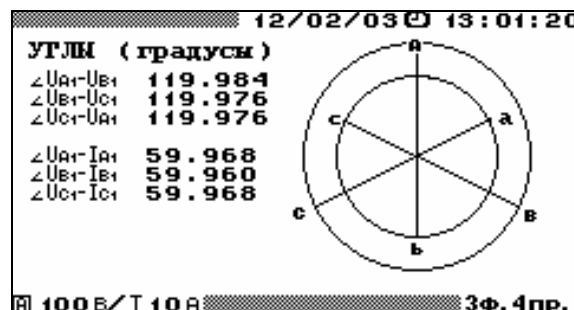 12/02/03 13:01:20
УГЛЫ (градусы)
∠UA1-UB1 119.984
∠UB1-UC1 119.976
∠UC1-UA1 119.976
∠UA1-IA1 59.968
∠UB1-IB1 59.960
∠UC1-IC1 59.968
A
c a
C B
b
A 100В/Т 10А 3Ф.4пр.